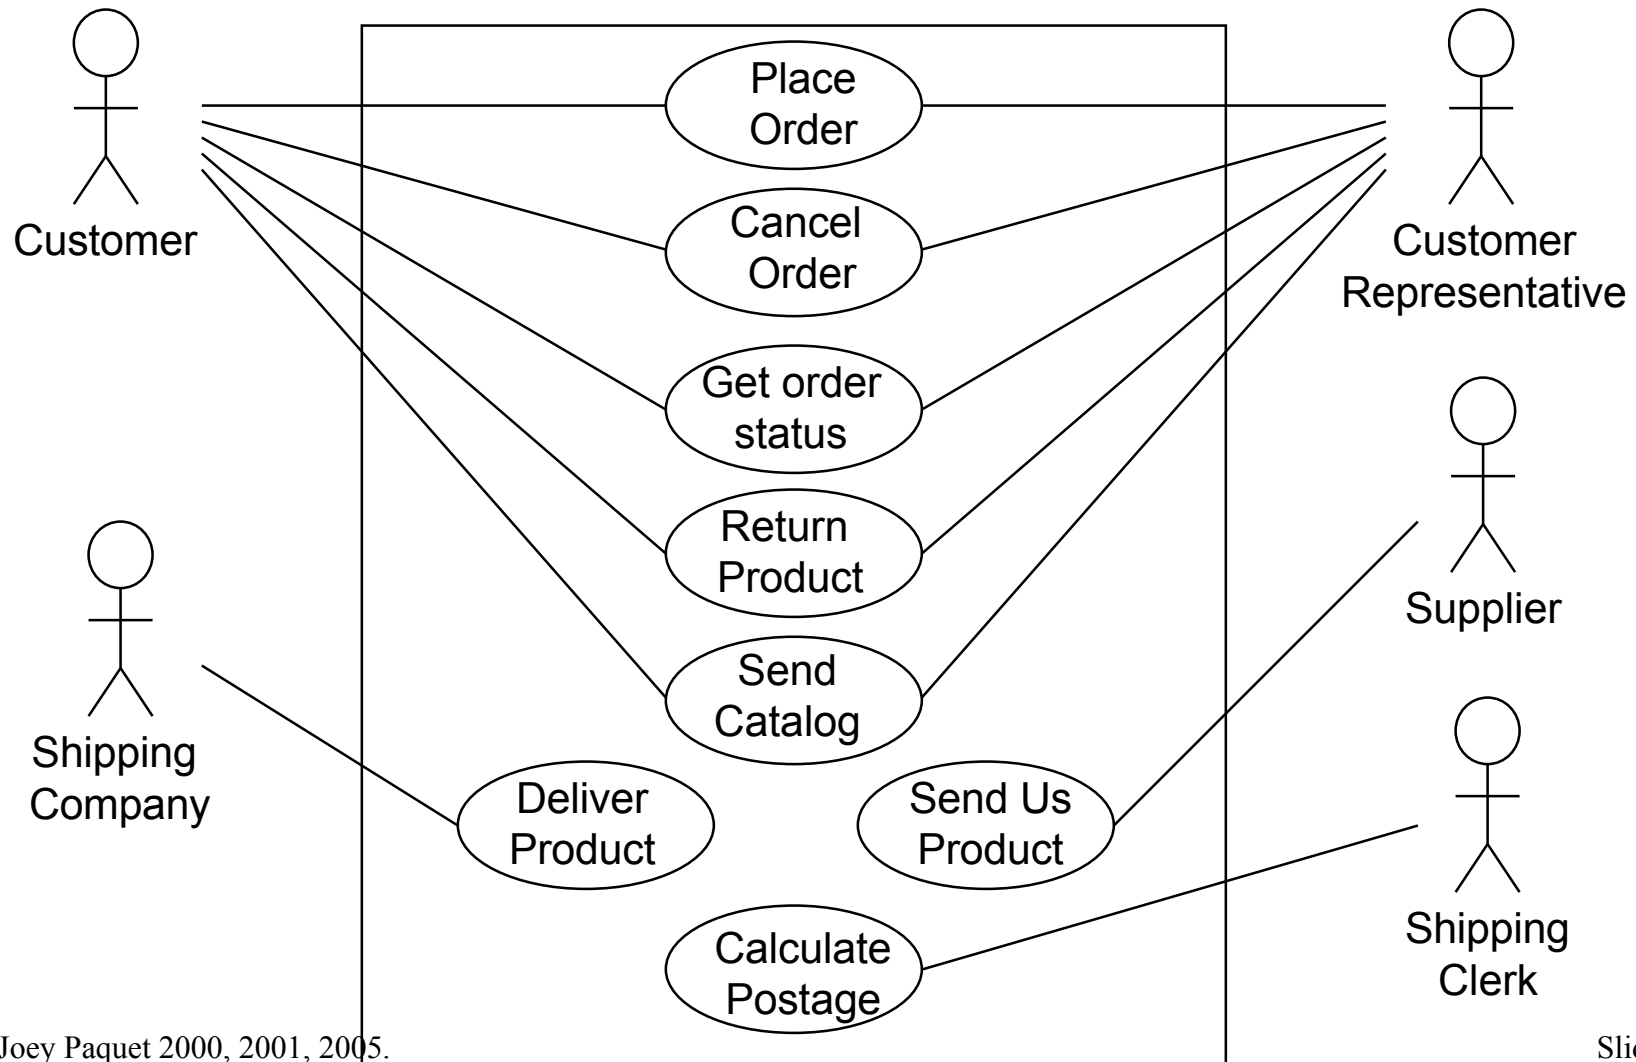 Place
Order
Cancel
Order
Customer
Customer
Representative
Get order
status
Return
Product
Supplier
Send
Catalog
Shipping
Company
Deliver
Product
Send Us
Product
Shipping
Clerk
Calculate
Postage
Joey Paquet 2000, 2001, 2005.